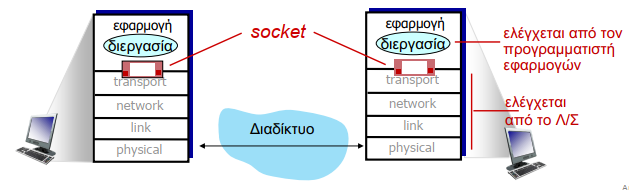 εφαρμογή
διεργασία
transport
network
link
physical
socket
Διαδίκτυο
εφαρμογή
διεργασία
transport
network
link
physical
ελέγχεται από τον
προγραμματιστή
εφαρμογών
ελέγχεται
από το Λ/Σ